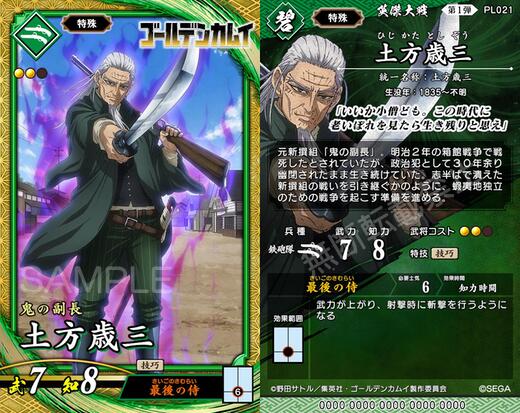 特殊
ゴールデンカムイ
SAMPLE
鬼の副長
土方歳三
技巧
武7 知8
さいごのさむらい
最後の侍
6
碧
特殊
英傑大戦
第1弾
PL021
ひじ かた とし ぞう
土方歳三
統一名称：土方歳三
生没年：1835～不明
「いいか小僧ども。この時代に
老いぼれを見たら生き残りと思え」
元新撰組「鬼の副長」。明治2年の箱館戦争で戦
死したとされていたが、政治犯として30年余り
幽閉されたまま生き続けていた。志半ばで潰えた
新撰組の戦いを引き継ぐかのように、蝦夷地独立
のための戦争を起こす準備を進める。
兵種 武力 知力 武将コスト
鉄砲隊 7 8 特技 技巧
さいごのさむらい 必要士気 効果時間
最後の侍 6 知力時間
効果範囲
武力が上がり、射撃時に斬撃を行うように
なる
©野田サトル／集英社・ゴールデンカムイ製作委員会 ©SEGA
0000-0000-0000-0000-0000